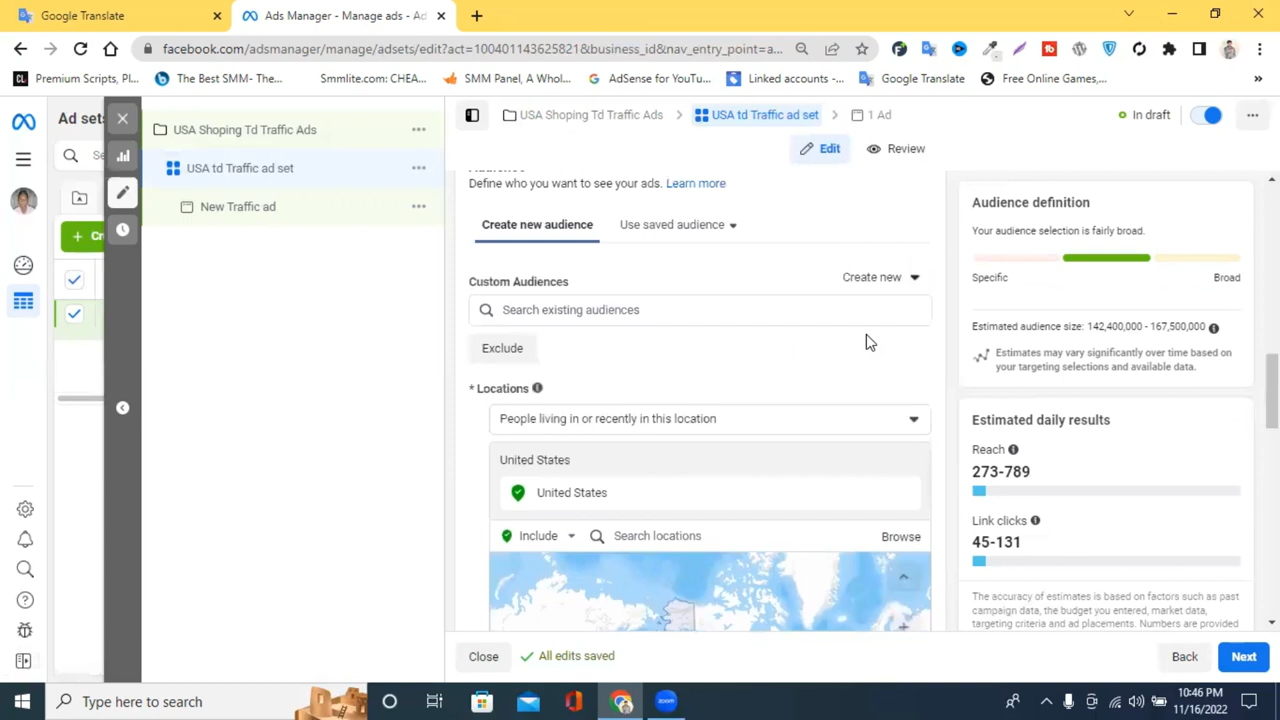 Google Translate
Ads Manager - Manage ads - Ad
facebook.com/adsmanager/manage/adsets/edit?act=100401143625821&business_id&nav_entry_point=a...
Premium Scripts, Pl...
The Best SMM- The...
Smmlite.com: CHEA...
SMM Panel, A Whol...
AdSense for YouTu...
Linked accounts -...
Google Translate
Free Online Games,...
»
Ad sets
USA Shoping Td Traffic Ads
USA td Traffic ad set
New Traffic ad
USA Shoping Td Traffic Ads
USA td Traffic ad set
1 Ad
In draft
Edit
Review
Define who you want to see your ads. Learn more
Create new audience
Use saved audience
Custom Audiences
Create new
Search existing audiences
Exclude
* Locations
People living in or recently in this location
United States
United States
Include
Search locations
Browse
Audience definition
Your audience selection is fairly broad.
Specific
Broad
Estimated audience size: 142,400,000 - 167,500,000
Estimates may vary significantly over time based on
your targeting selections and available data.
Estimated daily results
Reach
273-789
Link clicks
45-131
The accuracy of estimates is based on factors such as past
campaign data, the budget you entered, market data,
targeting criteria and ad placements. Numbers are provided
Close
All edits saved
Back
Next
Type here to search
10:46 PM
11/16/2022